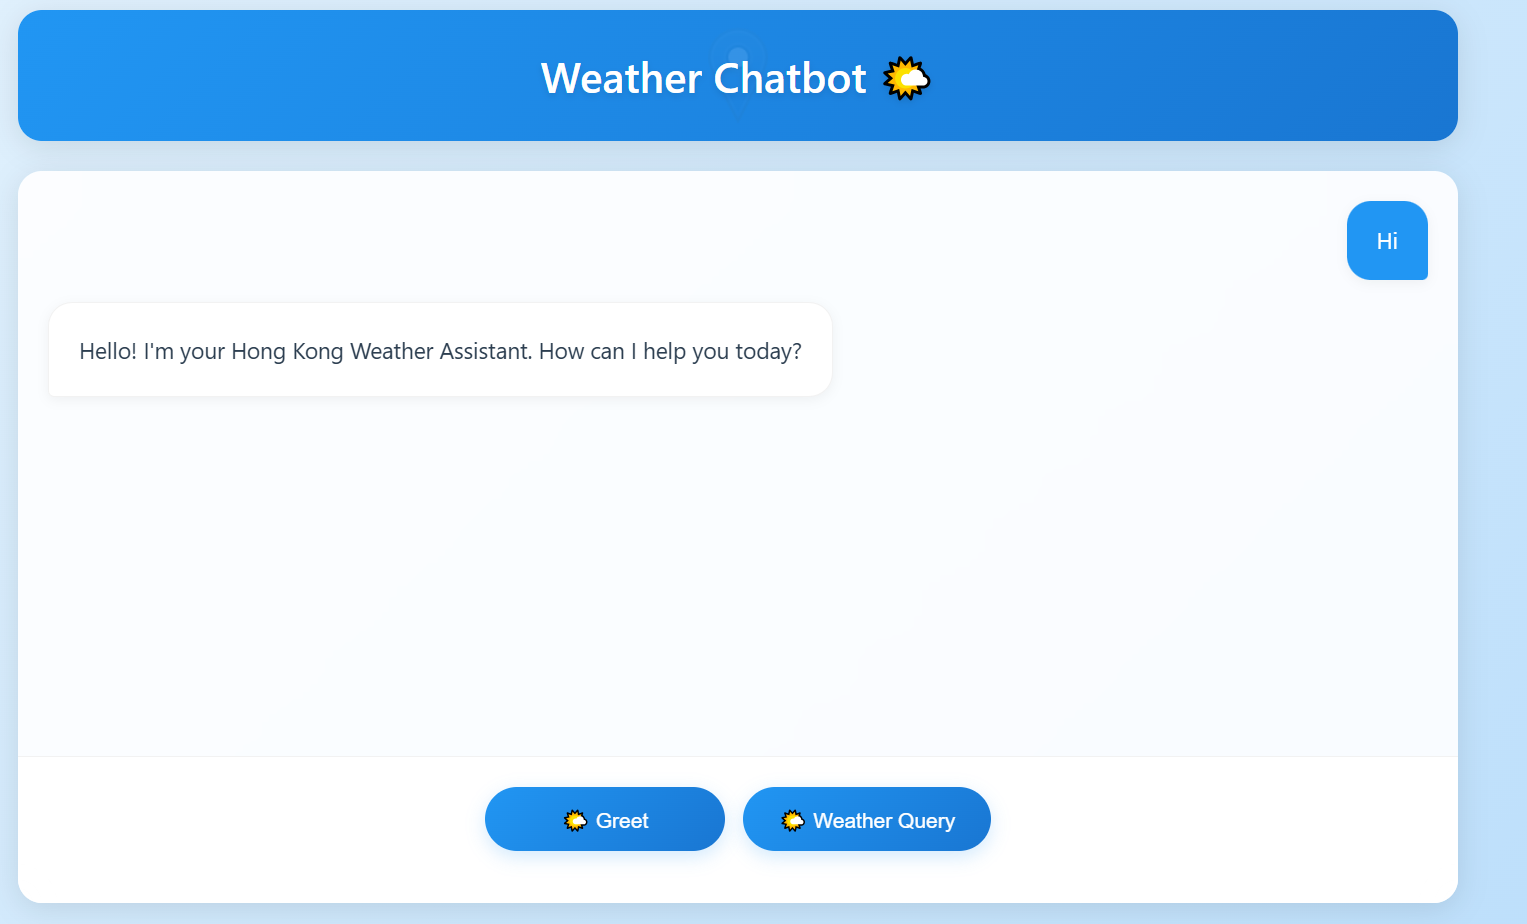 Weather Chatbot 🌤
Hi
Hello! I'm your Hong Kong Weather Assistant. How can I help you today?
🌤 Greet
🌤 Weather Query